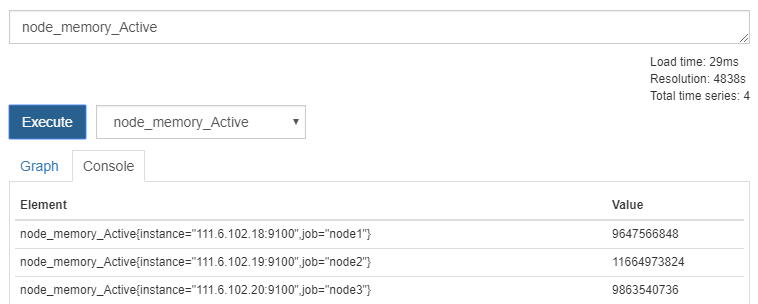 node_memory_Active
Load time: 29ms
Resolution: 4838s
Total time series: 4
Execute
node_memory_Active
Graph
Console
Element Value
node_memory_Active{instance="111.6.102.18:9100",job="node1"} 9647566848
node_memory_Active{instance="111.6.102.19:9100",job="node2"} 11664973824
node_memory_Active{instance="111.6.102.20:9100",job="node3"} 9863540736